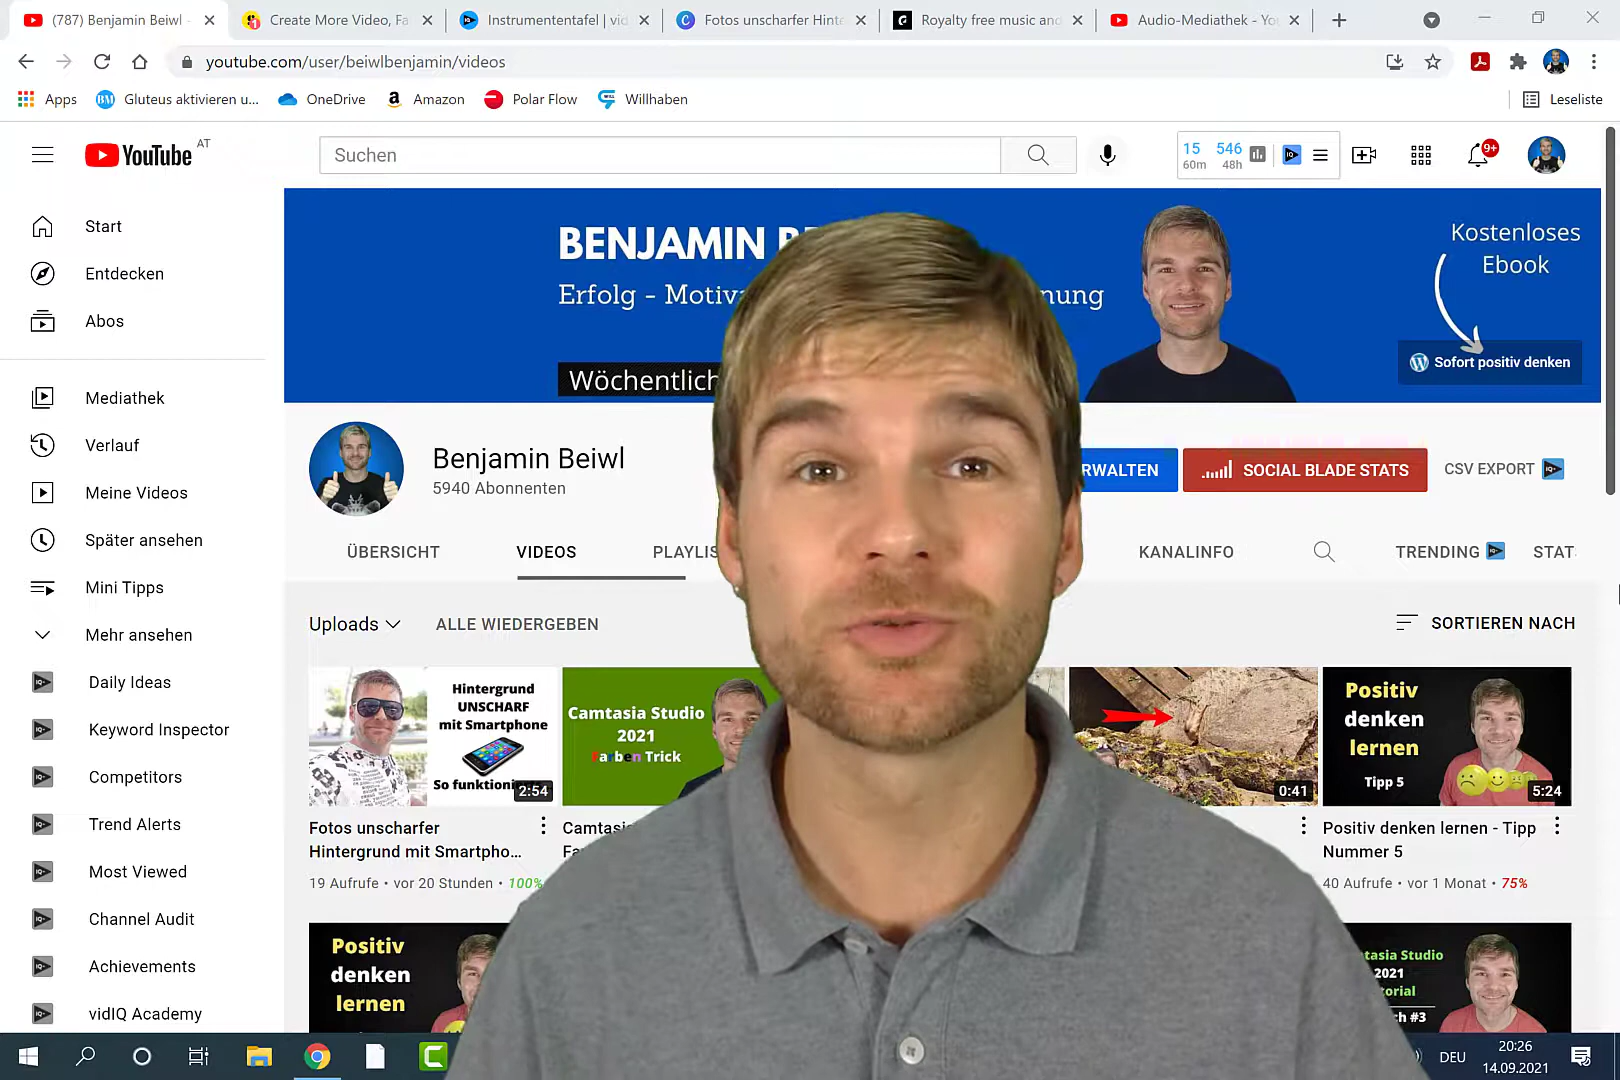 (787) Benjamin Beiwl -
Create More Video, Fa
Instrumententafel | vid
Fotos unscharfer Hinte
Royalty free music and
Audio-Mediathek - You
youtube.com/user/beiwlbenjamin/videos
Apps
BM
Gluteus aktivieren u...
OneDrive
Amazon
Polar Flow
Willhaben
Leseliste
YouTube
AT
Suchen
15
546
60m
48h
9+
Start
Entdecken
Abos
Mediathek
Verlauf
Meine Videos
Später ansehen
Mini Tipps
Mehr ansehen
Daily Ideas
Keyword Inspector
Competitors
Trend Alerts
Most Viewed
Channel Audit
Achievements
vidIQ Academy
BENJAMIN
Erfolg - Motiva
nung
Wöchentlich
Kostenloses
Ebook
Sofort positiv denken
Benjamin Beiwl
5940 Abonnenten
RWALTEN
SOCIAL BLADE STATS
CSV EXPORT
ÜBERSICHT
VIDEOS
PLAYLIS
KANALINFO
TRENDING
STAT
Uploads
ALLE WIEDERGEBEN
SORTIEREN NACH
Hintergrund
UNSCHARF
mit Smartphone
So funktioni
2:54
Camtasia Studio
2021
Farben Trick
0:41
Positiv
denken
lernen
Tipp 5
5:24
Fotos unscharfer
Hintergrund mit Smartpho...
19 Aufrufe • vor 20 Stunden • 100%
Camtasi
Fa
Positiv denken lernen - Tipp
Nummer 5
40 Aufrufe • vor 1 Monat • 75%
Positiv
denken
lernen
tasia Studio
2021
orial
ch #3
DEU
20:26
14.09.2021